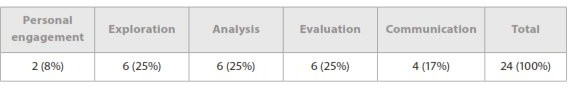 Personal engagement Exploration Analysis Evaluation Communication Total
2 (8%) 6 (25%) 6 (25%) 6 (25%) 4 (17%) 24 (100%)